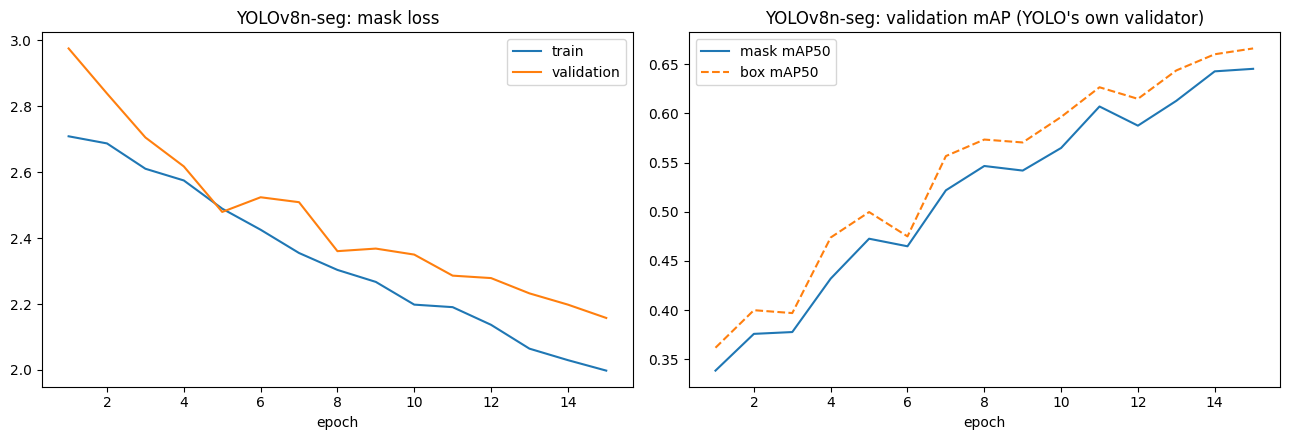 YOLOv8n-seg: mask loss
3.0
2.8
2.6
2.4
2.2
2.0
train
validation
2 4 6 8 10 12 14
epoch
YOLOv8n-seg: validation mAP (YOLO's own validator)
0.65
0.60
0.55
0.50
0.45
0.40
0.35
mask mAP50
box mAP50
2 4 6 8 10 12 14
epoch